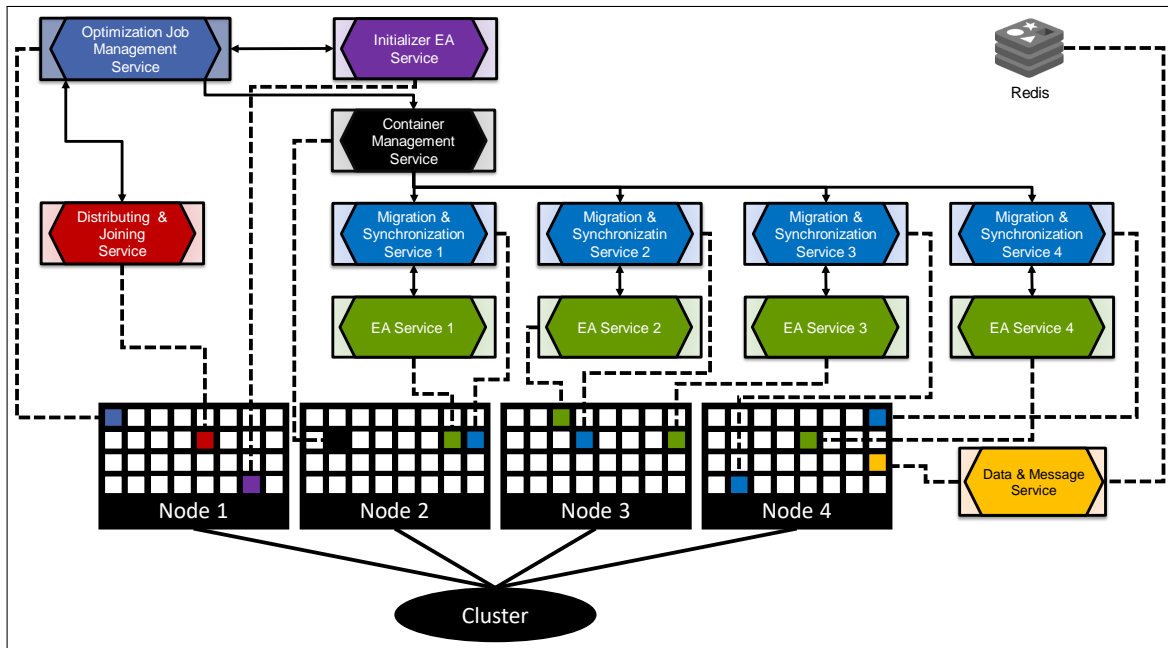 Optimization Job
Management
Service
Initializer EA
Service
Redis
Container
Management
Service
Distributing &
Joining
Service
Migration &
Synchronization
Service 1
Migration &
Synchronizatin
Service 2
Migration &
Synchronization
Service 3
Migration &
Synchronization
Service 4
EA Service 1
EA Service 2
EA Service 3
EA Service 4
Data & Message
Service
Node 1
Node 2
Node 3
Node 4
Cluster